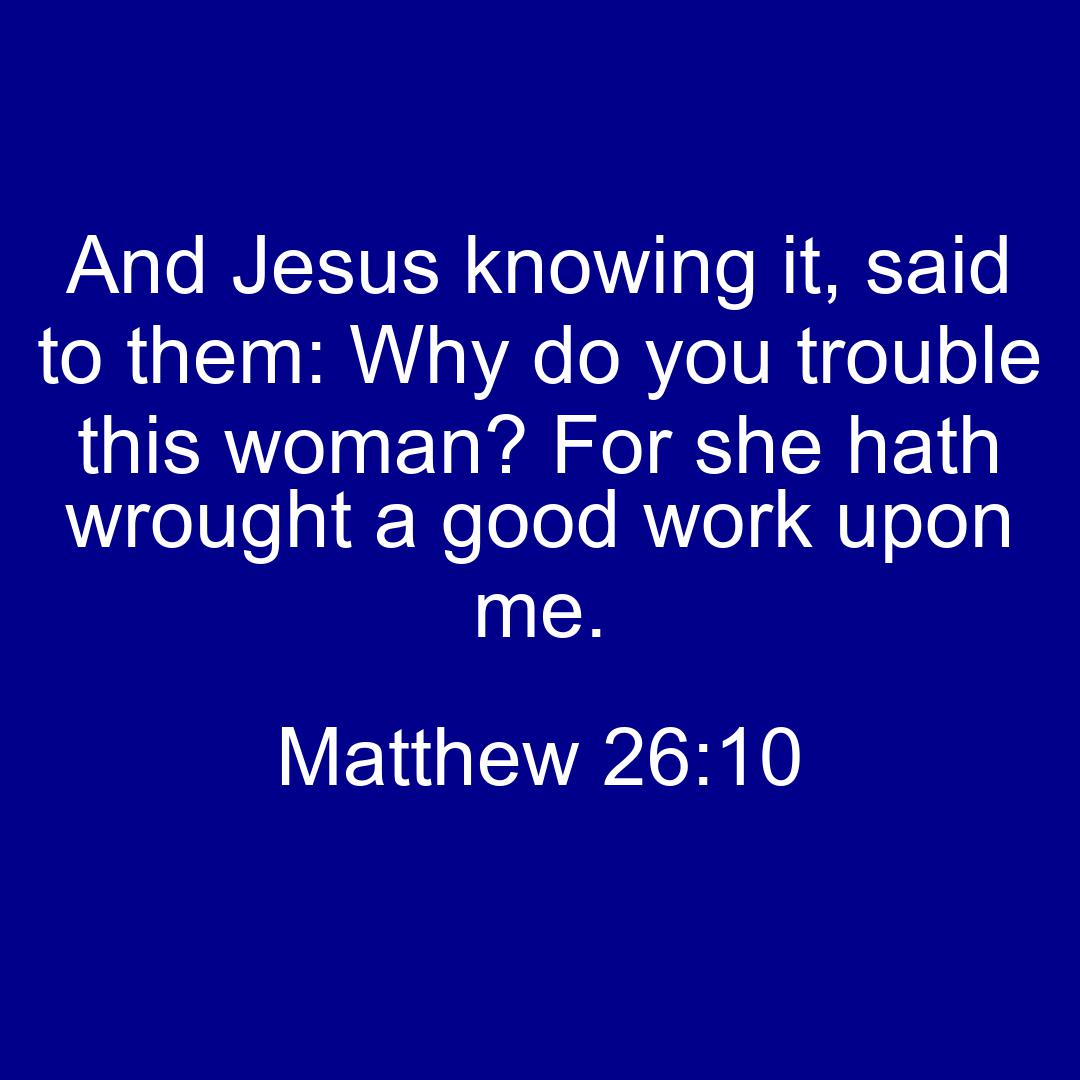 And Jesus knowing it, said
to them: Why do you trouble
this woman? For she hath
wrought a good work upon
me.
Matthew 26:10